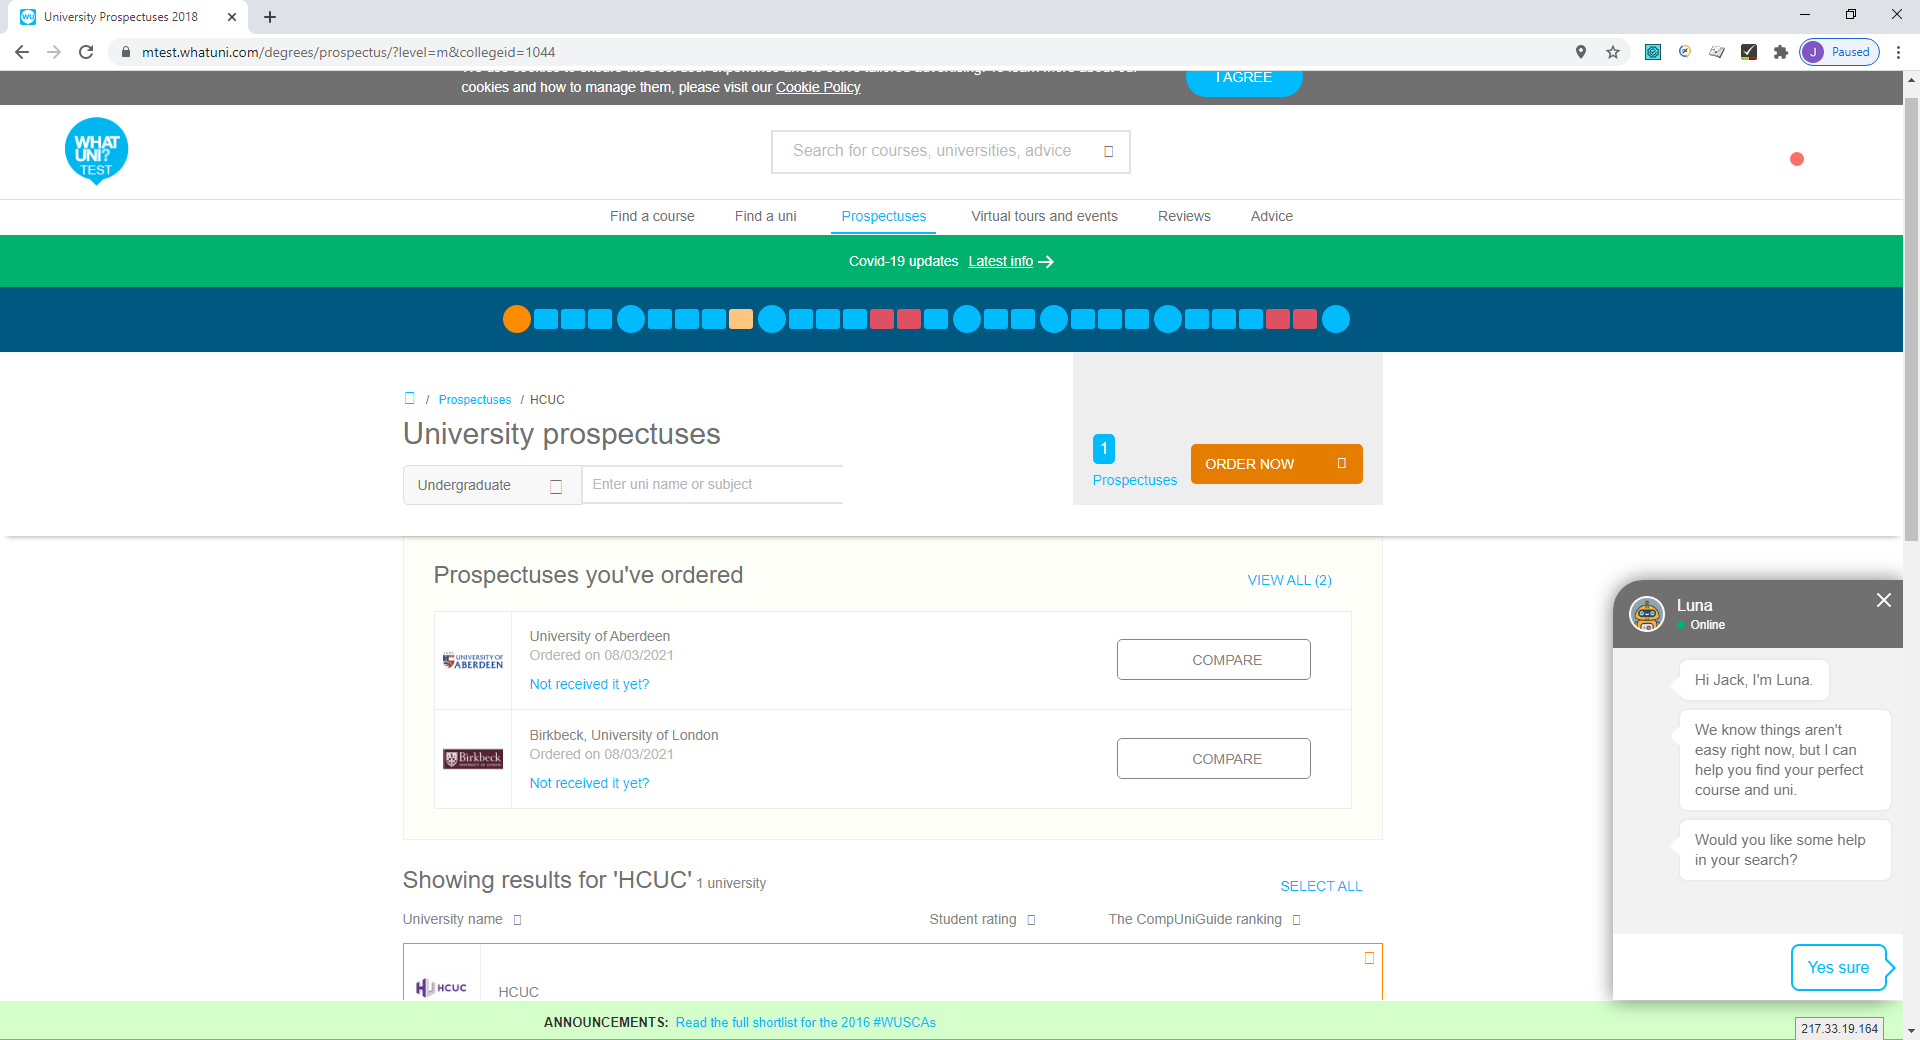 University Prospectuses 2018
mtest.whatuni.com/degrees/prospectus/?level=m&collegeid=1044
J Paused
cookies and how to manage them, please visit our Cookie Policy
I AGREE
WHAT
UNI?
TEST
Search for courses, universities, advice
Find a course
Find a uni
Prospectuses
Virtual tours and events
Reviews
Advice
Covid-19 updates Latest info
/ Prospectuses / HCUC
University prospectuses
1
Prospectuses
ORDER NOW
Undergraduate
Enter uni name or subject
Prospectuses you've ordered
VIEW ALL (2)
UNIVERSITY OF
ABERDEEN
University of Aberdeen
Ordered on 08/03/2021
Not received it yet?
COMPARE
Birkbeck
UNIVERSITY OF LONDON
Birkbeck, University of London
Ordered on 08/03/2021
Not received it yet?
COMPARE
Showing results for 'HCUC' 1 university
SELECT ALL
University name
Student rating
The CompUniGuide ranking
HCUC
HCUC
Luna
Online
Hi Jack, I'm Luna.
We know things aren't
easy right now, but I can
help you find your perfect
course and uni.
Would you like some help
in your search?
Yes sure
ANNOUNCEMENTS: Read the full shortlist for the 2016 #WUSCAs
217.33.19.164